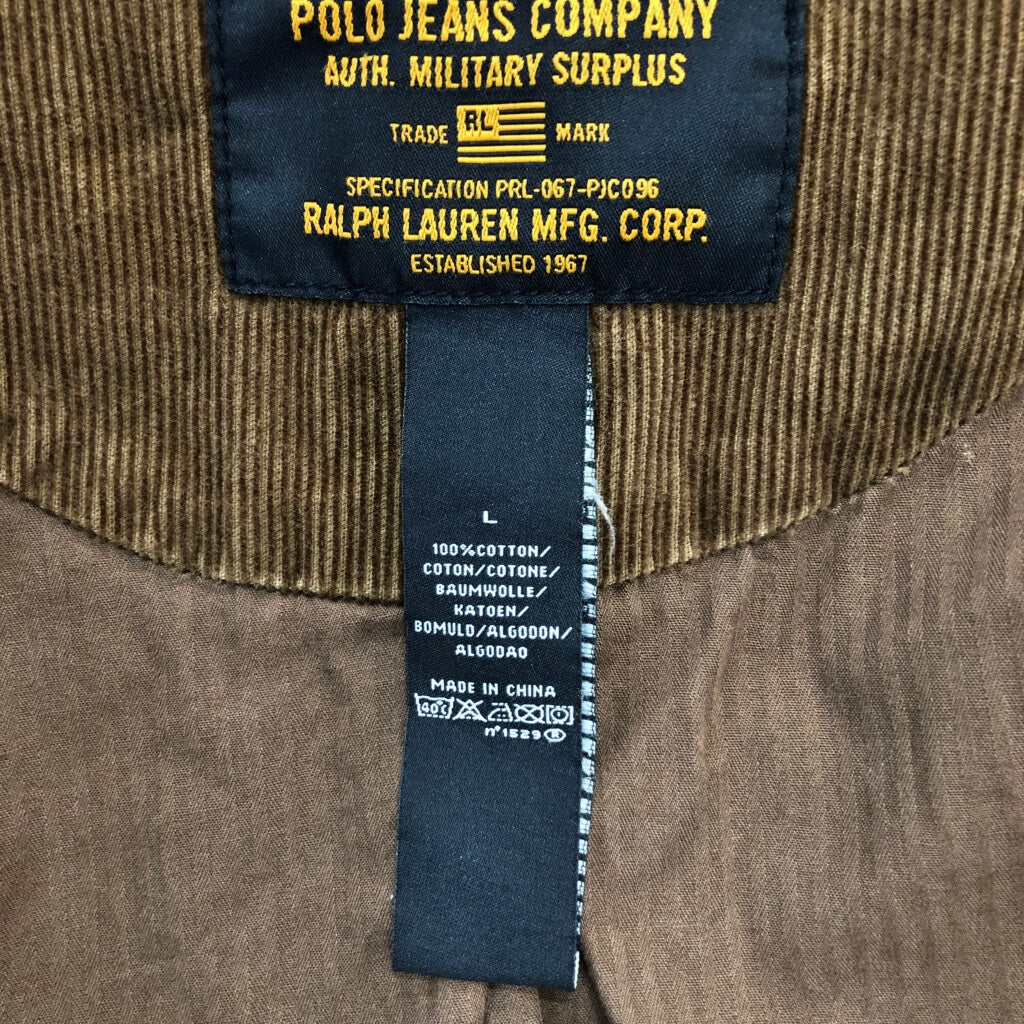 POLO JEANS COMPANY
AUTH. MILITARY SURPLUS
TRADE RL MARK
SPECIFICATION PRL-067-PJC096
RALPH LAUREN MFG. CORP.
ESTABLISHED 1967
L
100%COTTON/
COTON/COTONE/
BAUMWOLLE/
KATOEN/
BOMULD/ALGODON/
ALGODAO
MADE IN CHINA
40°C
n°1529®